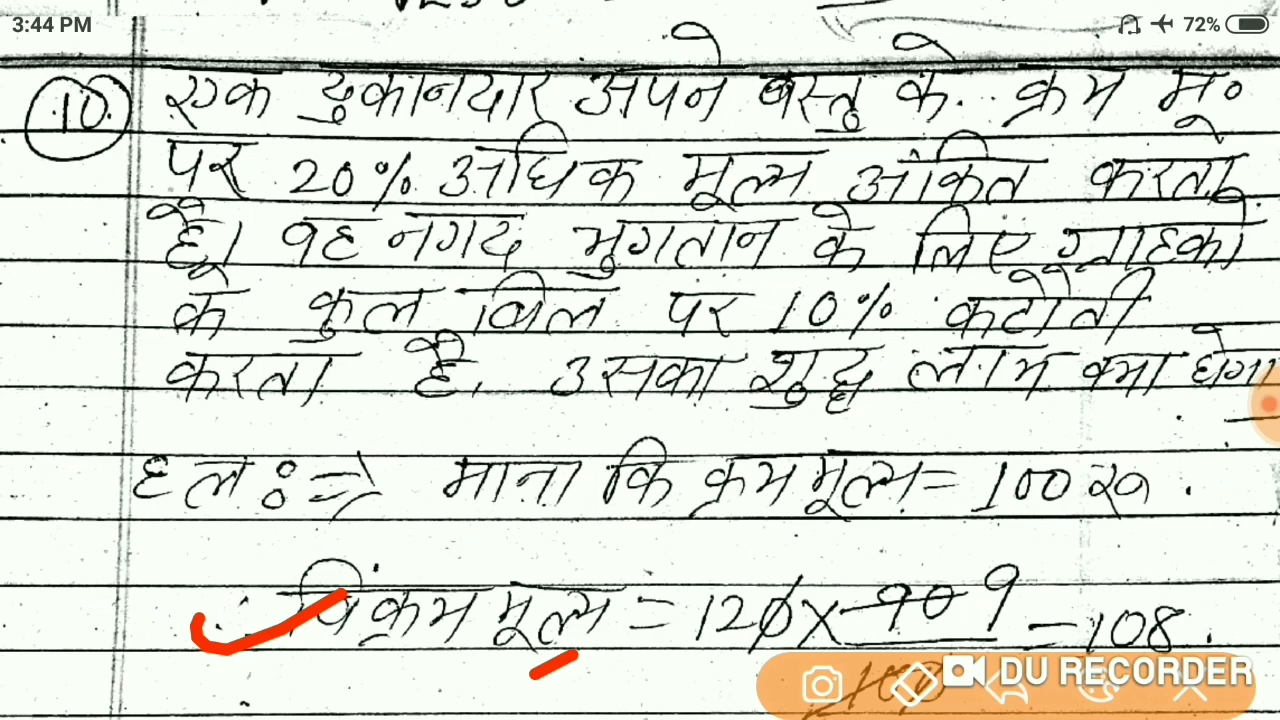 3:44 PM 72%
10 एक दुकानदार अपने वस्तु के क्रय मू०
पर 20% अधिक मूल्य अंकित करता
है। वह नगद भुगतान के लिए ग्राहको
के कुल बिल पर 10% कटौती
करता है, उसका शुद्ध लाभ क्या होगा
हल :⇒ माना कि क्रय मूल्य = 100 रू०.
∴ विक्रय मूल्य = 120 × 90 9 = 108.
100
DU RECORDER